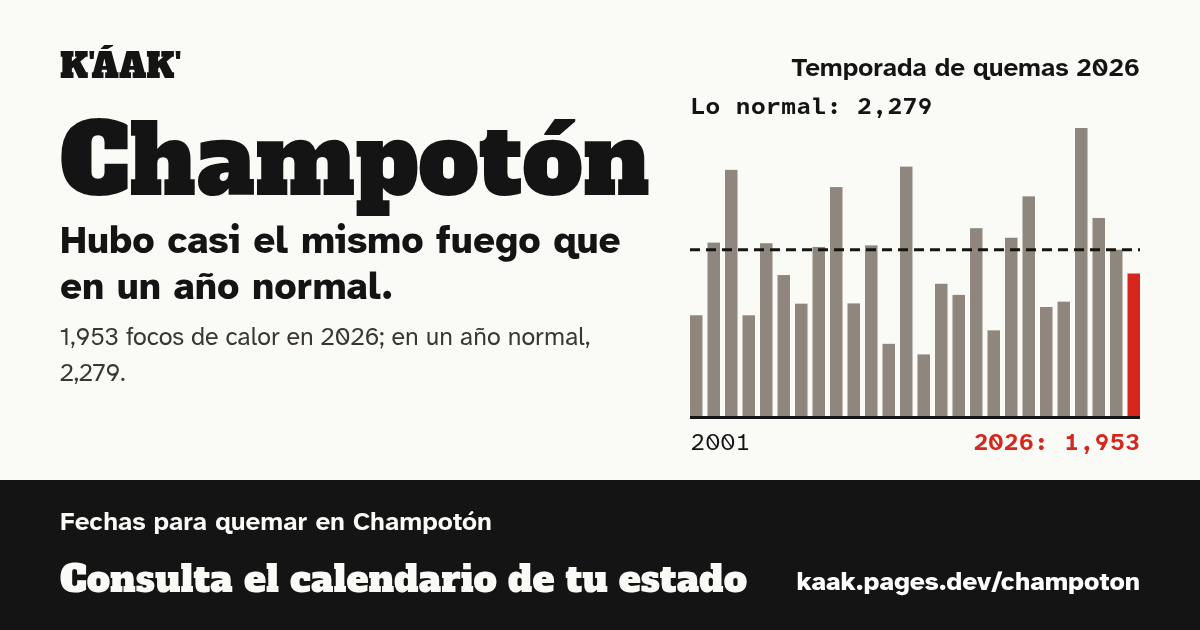 K'ÁAK'
Champotón
Hubo casi el mismo fuego que
en un año normal.
1,953 focos de calor en 2026; en un año normal,
2,279.
Temporada de quemas 2026
Lo normal: 2,279
2001
2026: 1,953
Fechas para quemar en Champotón
Consulta el calendario de tu estado
kaak.pages.dev/champoton